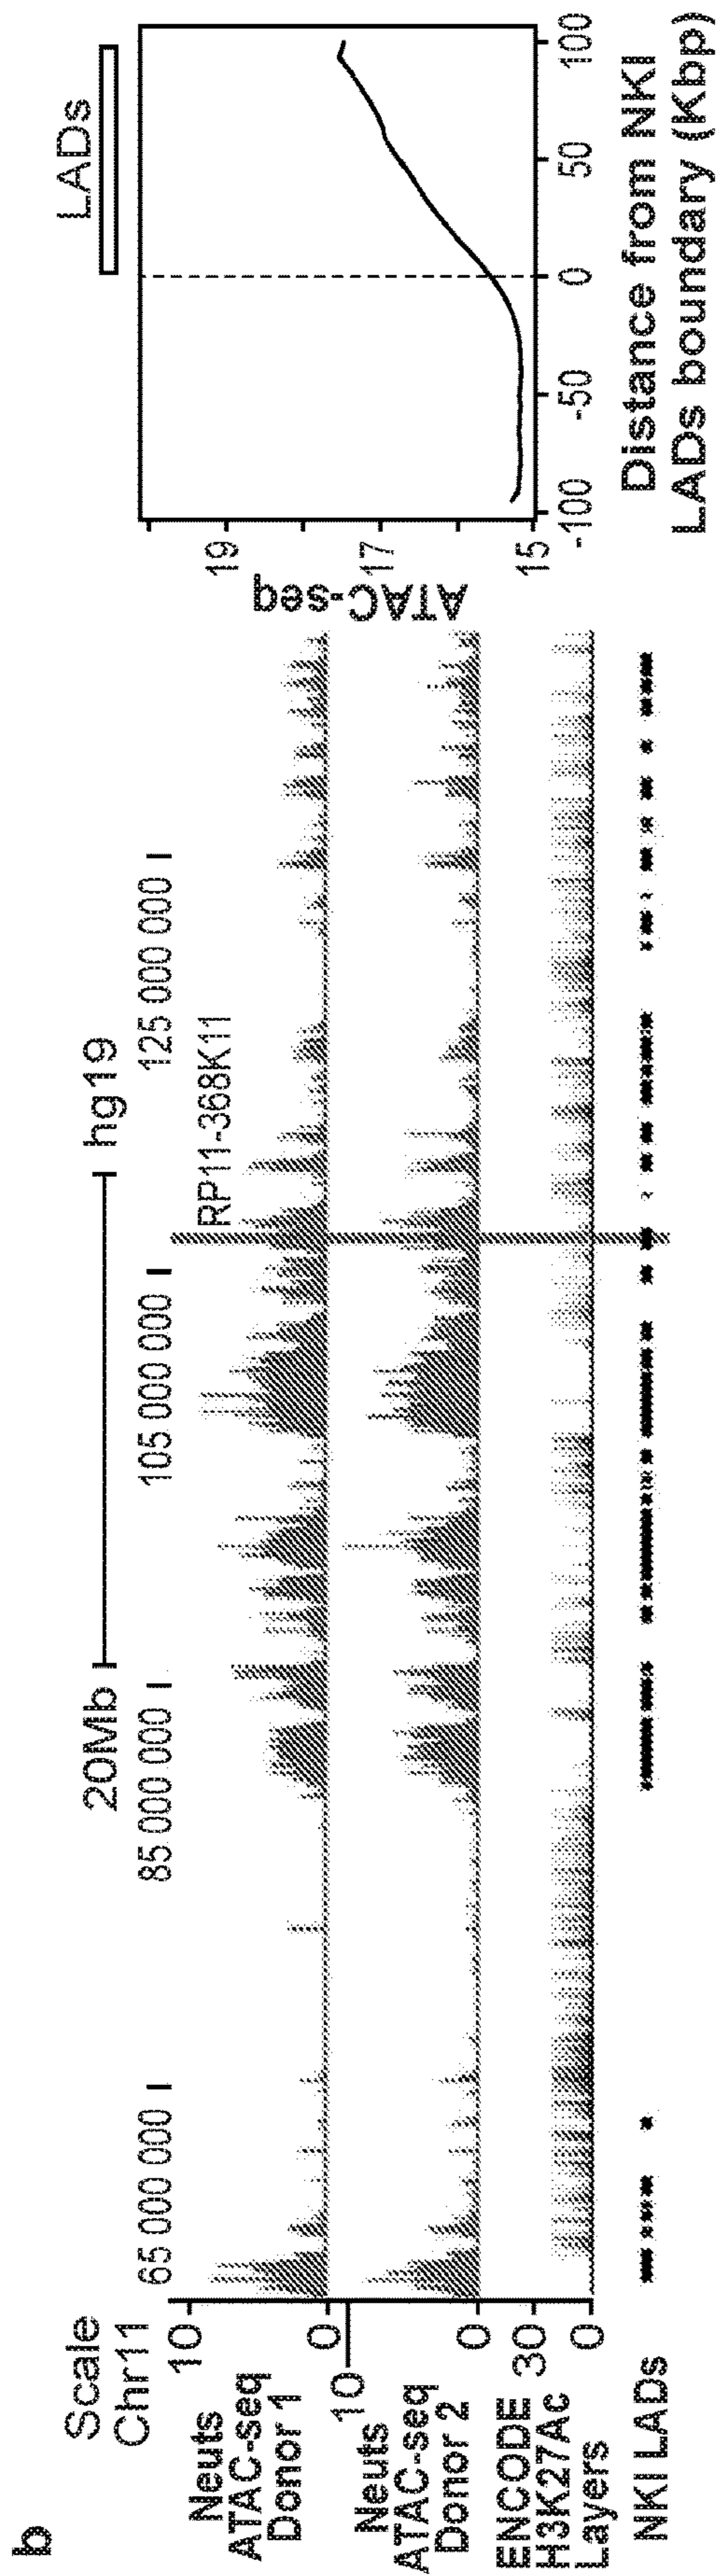 b
Scale
20Mb
hg19
Chr11
65 000 000
85 000 000
105 000 000
125 000 000
RP11-368K11
Neuts
ATAC-seq
Donor 1
10
0
Neuts
ATAC-seq
Donor 2
10
0
ENCODE
H3K27Ac
Layers
30
0
NKI LADs
LADs
ATAC-seq
19
17
15
-100
-50
0
50
100
Distance from NKI
LADs boundary (Kbp)